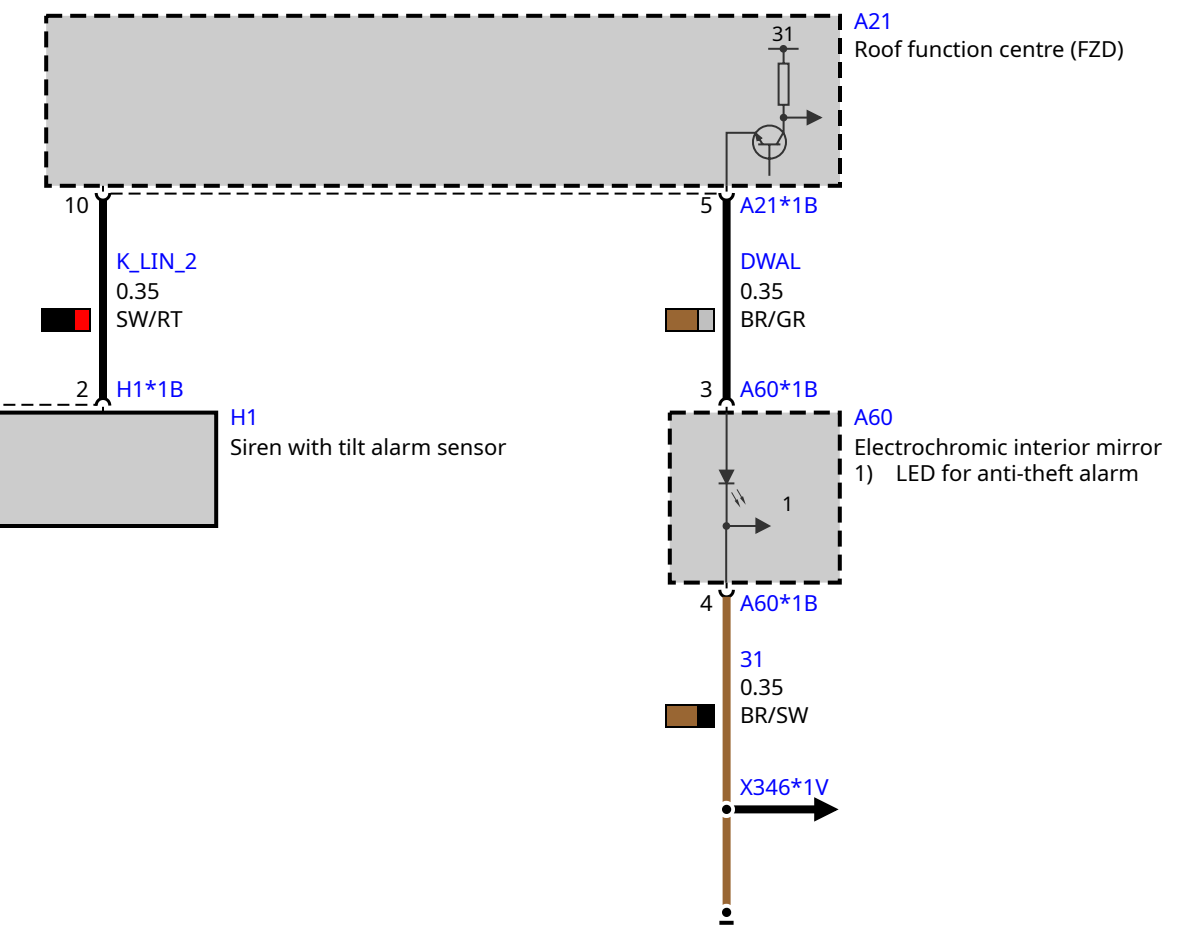 A21
Roof function centre (FZD)
31
10
5
A21*1B
K_LIN_2
0.35
SW/RT
DWAL
0.35
BR/GR
2
H1*1B
3
A60*1B
H1
Siren with tilt alarm sensor
A60
Electrochromic interior mirror
1) LED for anti-theft alarm
1
4
A60*1B
31
0.35
BR/SW
X346*1V